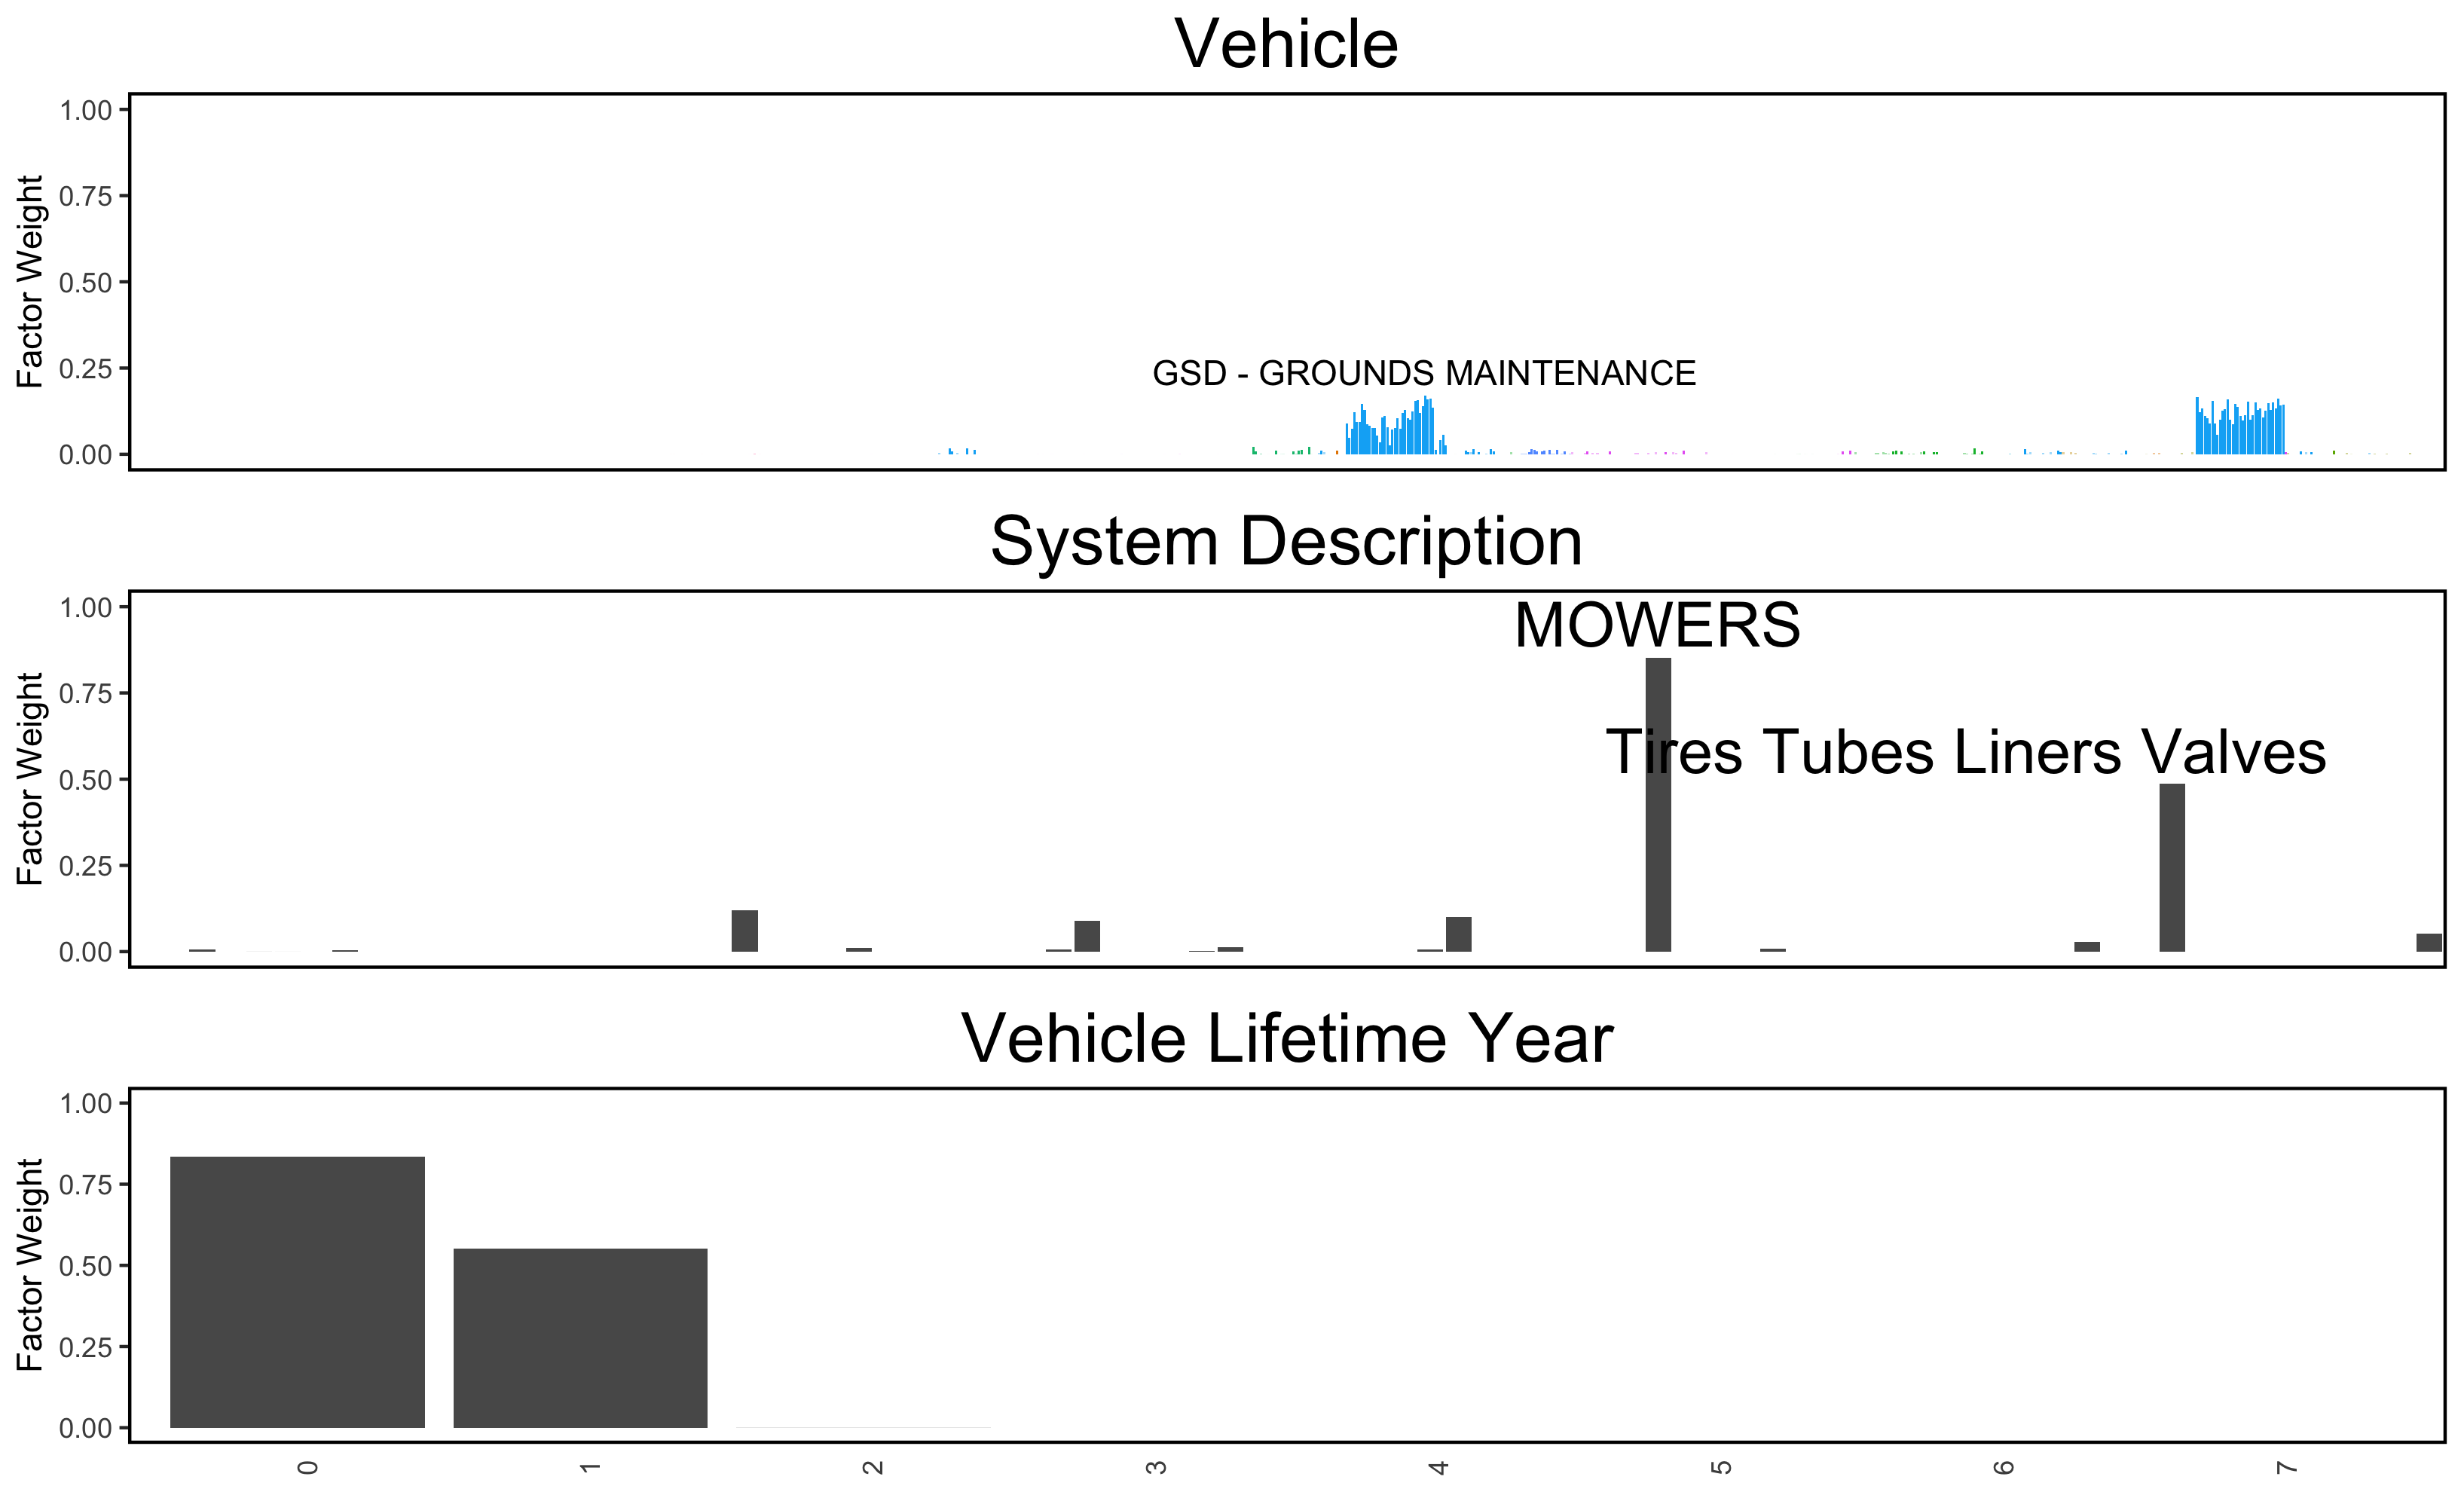 Vehicle
Factor Weight
1.00
0.75
0.50
0.25
0.00
GSD - GROUNDS MAINTENANCE
System Description
Factor Weight
1.00
0.75
0.50
0.25
0.00
MOWERS
Tires Tubes Liners Valves
Vehicle Lifetime Year
Factor Weight
1.00
0.75
0.50
0.25
0.00
0 1 2 3 4 5 6 7